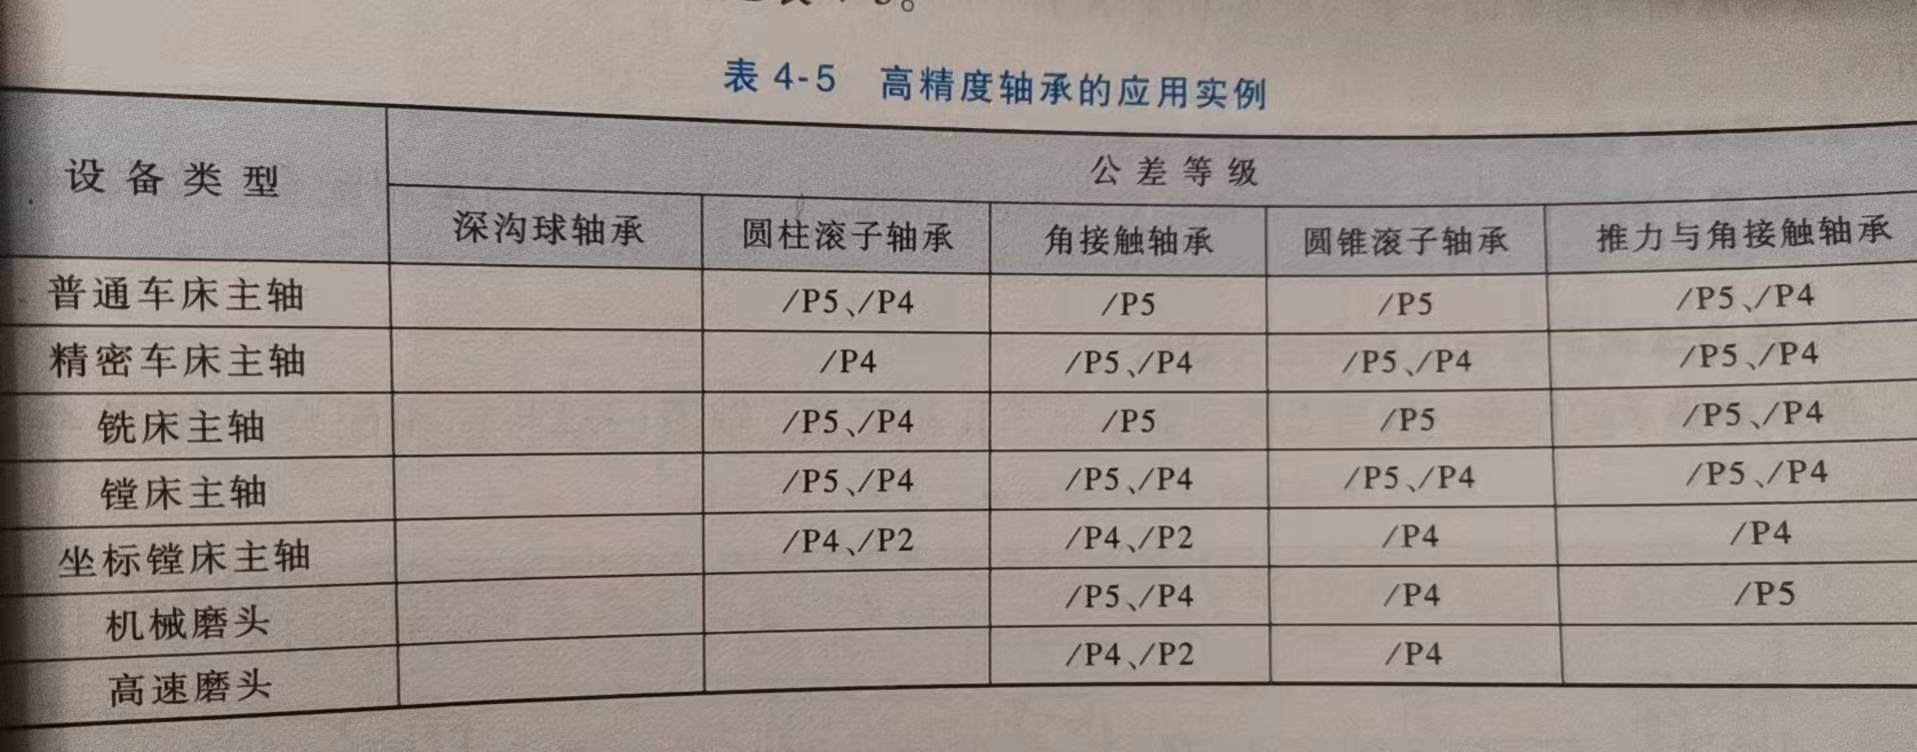 表 4-5 高精度轴承的应用实例
设备类型 公差等级
深沟球轴承 圆柱滚子轴承 角接触轴承 圆锥滚子轴承 推力与角接触轴承
普通车床主轴 /P5、/P4 /P5 /P5 /P5、/P4
精密车床主轴 /P4 /P5、/P4 /P5、/P4 /P5、/P4
铣床主轴 /P5、/P4 /P5 /P5 /P5、/P4
镗床主轴 /P5、/P4 /P5、/P4 /P5、/P4 /P5、/P4
坐标镗床主轴 /P4、/P2 /P4、/P2 /P4 /P4
机械磨头 /P5、/P4 /P4 /P5
高速磨头 /P4、/P2 /P4